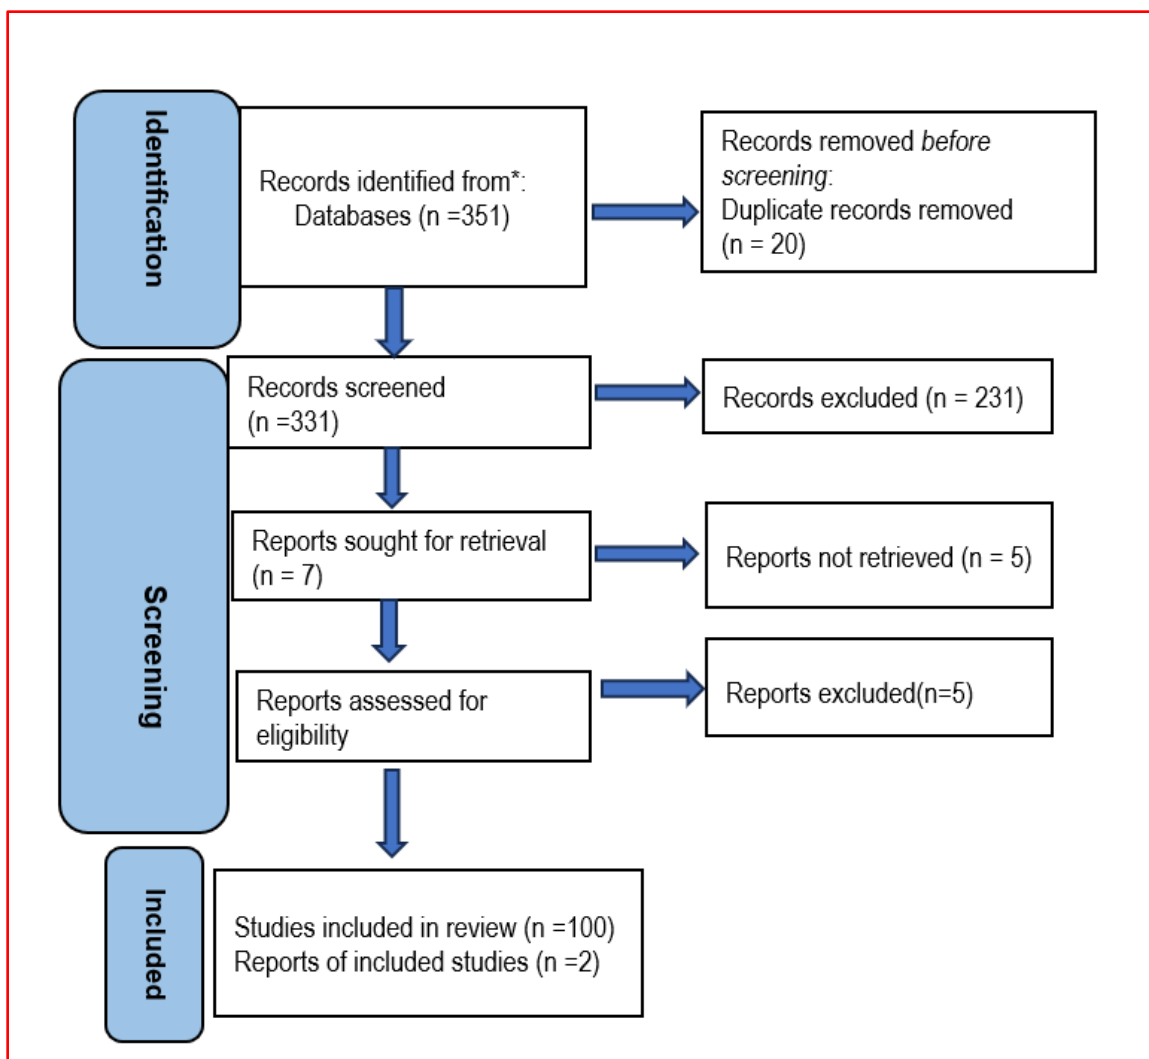 Identification
Records identified from*:
Databases (n =351)
Records removed before
screening:
Duplicate records removed
(n = 20)
Screening
Records screened
(n =331)
Records excluded (n = 231)
Reports sought for retrieval
(n = 7)
Reports not retrieved (n = 5)
Reports assessed for
eligibility
Reports excluded(n=5)
Included
Studies included in review (n =100)
Reports of included studies (n =2)